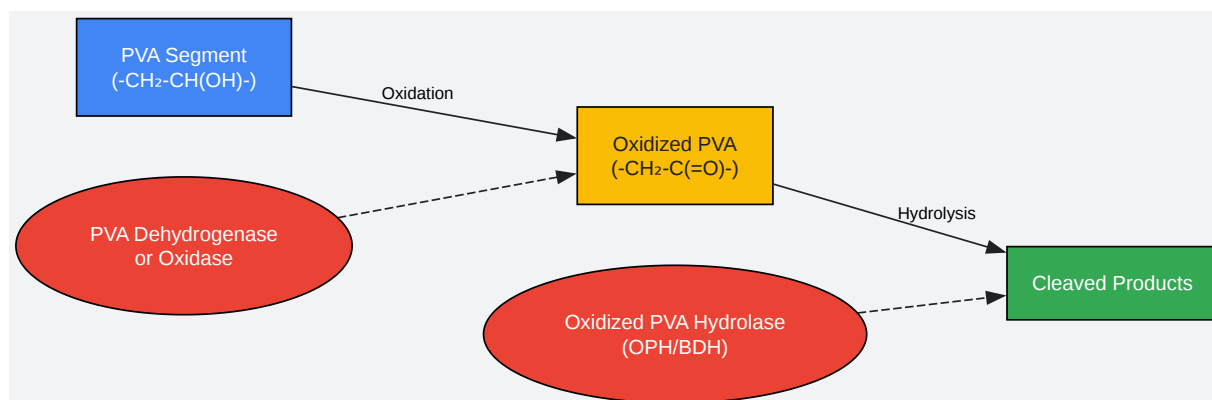 PVA Segment
(-CH₂-CH(OH)-)
Oxidation
Oxidized PVA
(-CH₂-C(=O)-)
PVA Dehydrogenase
or Oxidase
Hydrolysis
Cleaved Products
Oxidized PVA Hydrolase
(OPH/BDH)